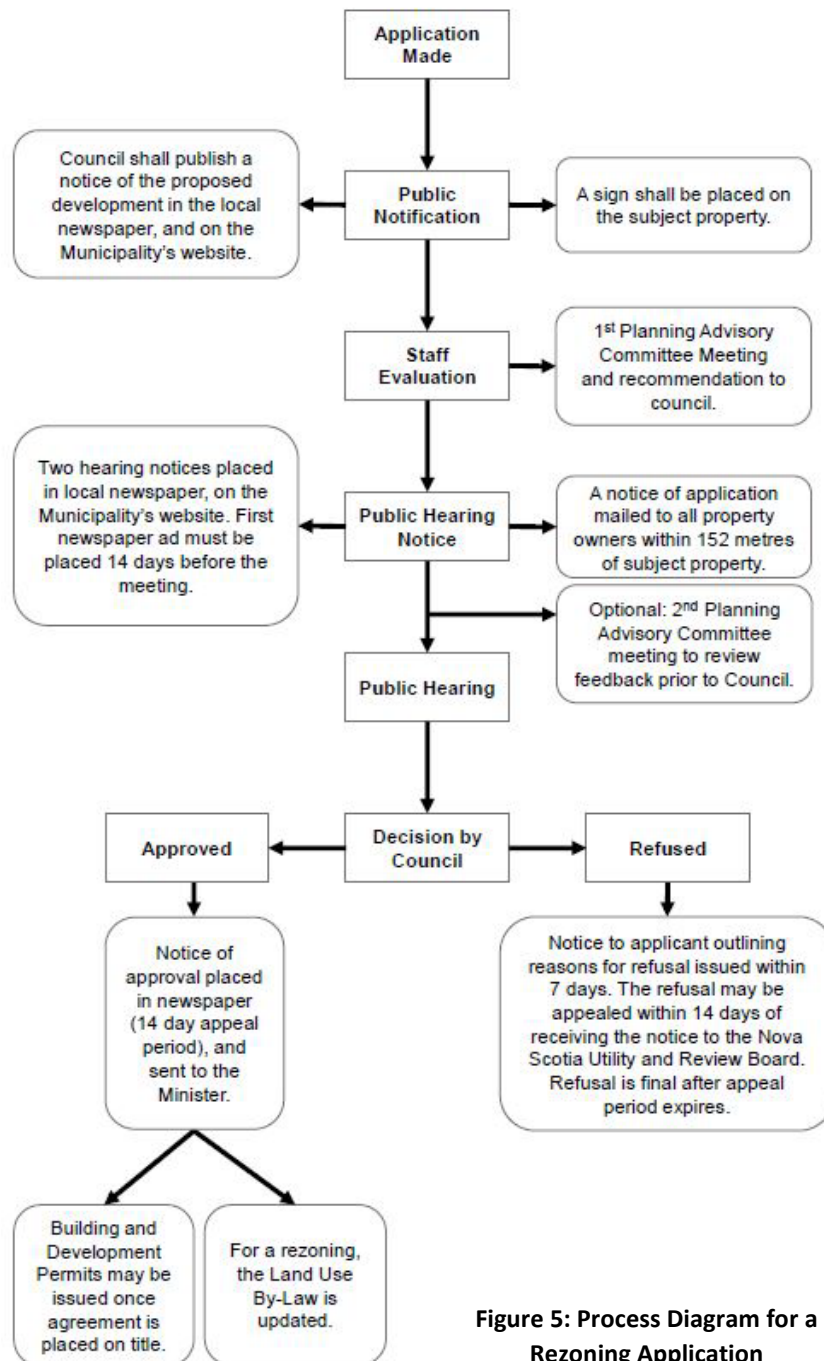 Application
Made
Council shall publish a
notice of the proposed
development in the local
newspaper, and on the
Municipality's website.
Public
Notification
A sign shall be placed on
the subject property.
Staff
Evaluation
1st Planning Advisory
Committee Meeting
and recommendation to
council.
Two hearing notices placed
in local newspaper, on the
Municipality's website. First
newspaper ad must be
placed 14 days before the
meeting.
Public Hearing
Notice
A notice of application
mailed to all property
owners within 152 metres
of subject property.
Optional: 2nd Planning
Advisory Committee
meeting to review
feedback prior to Council.
Public Hearing
Approved
Decision by
Council
Refused
Notice of
approval placed
in newspaper
(14 day appeal
period), and
sent to the
Minister.
Notice to applicant outlining
reasons for refusal issued within
7 days. The refusal may be
appealed within 14 days of
receiving the notice to the Nova
Scotia Utility and Review Board.
Refusal is final after appeal
period expires.
Building and
Development
Permits may be
issued once
agreement is
placed on title.
For a rezoning,
the Land Use
By-Law is
updated.
Figure 5: Process Diagram for a
Rezoning Application